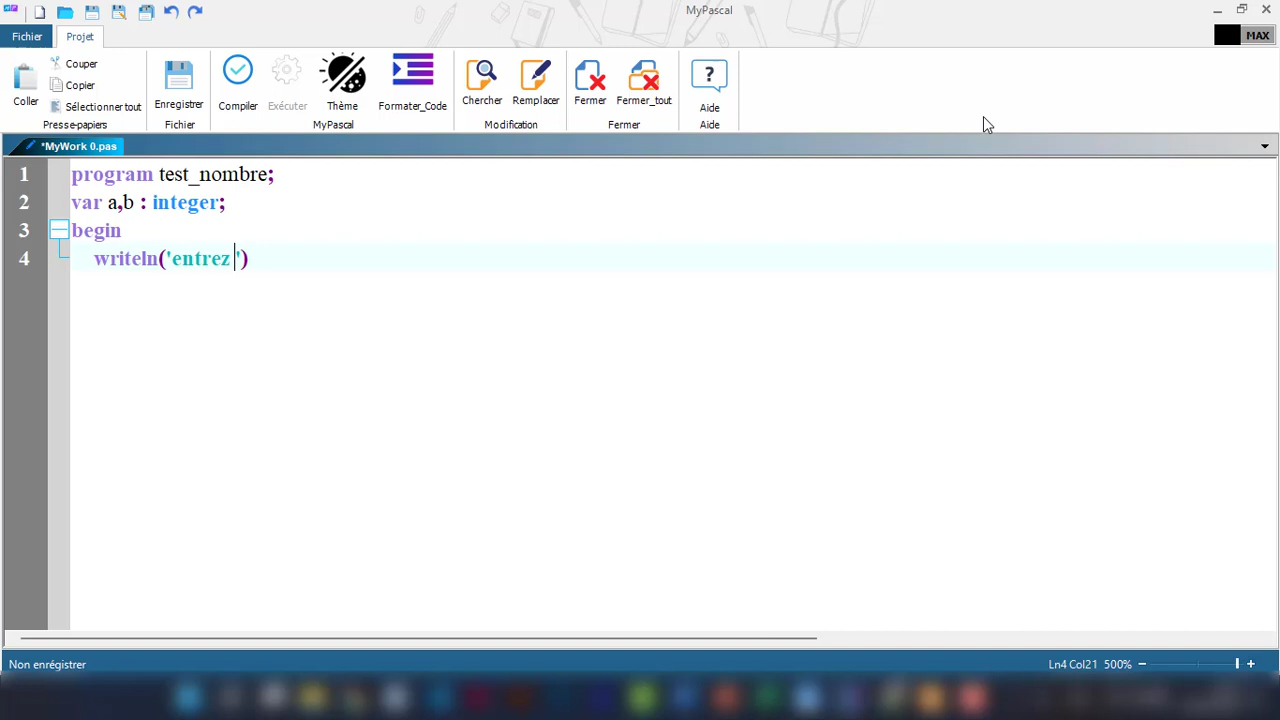 MyPascal
Fichier
Projet
MAX
Coller
Couper
Copier
Sélectionner tout
Presse-papiers
Enregistrer
Fichier
Compiler
Exécuter
Thème
Formater_Code
MyPascal
Chercher
Remplacer
Modification
Fermer
Fermer_tout
Fermer
Aide
Aide
*MyWork 0.pas
1 program test_nombre;
2 var a,b : integer;
3 begin
4 writeln('entrez ')
Non enrégistrer
Ln4 Col21 500%